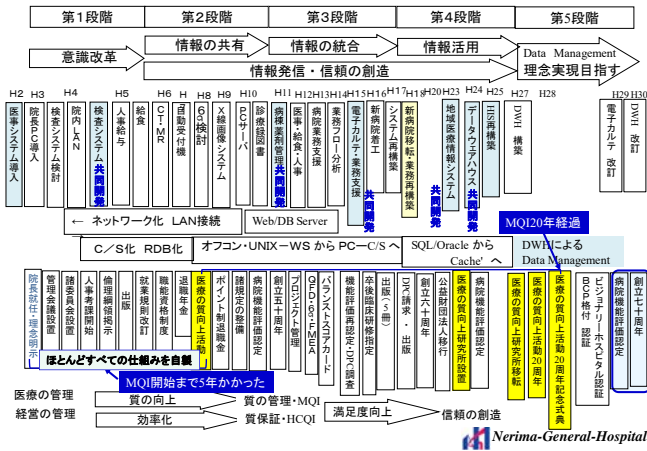 第１段階
第２段階
第３段階
第４段階
第５段階
意識改革
情報の共有
情報の統合
情報活用
Data Management
理念実現目指す
情報発信・信頼の創造
H2
H3
H4
H5
H6
H
H8
H9
H10
H11
H12
H13
H14
H15
H16
H17
H18
H20
H23
H24
H25
H27
H28
H29
H30
医事システム導入
院長PC導入
検査システム検討
院内LAN
検査システム
共同開発
人事給与
給食
CT・MR
自動受付機
6σ検討
X線画像システム
PCサーバ
診療録図書
病棟薬剤管理
共同開発
医事・給食・人事
病院業務支援
業務フロー分析
電子カルテ・業務支援
共同開発
新病院着工
システム再構築
新病院移転・業務再構築
地域医療情報システム
共同開発
データウェアハウス
共同開発
HIS再構築
DWH 構築
電子カルテ 改訂
DWH 改訂
← ネットワーク化 LAN接続
Web/DB Server
MQI20年経過
C／S化 RDB化
オフコン・UNIX－WS から PC－C/S へ
SQL/Oracle から
Cache' へ
DWHによる
Data Management
院長就任・理念明示
管理会議設置
諸委員会設置
人事考課開始
倫理綱領掲示
出版
就業規則改訂
職能資格制度
退職年金
医療の質向上活動
ポイント制退職金
諸規定の整備
病院機能評価認定
創立五十周年
プロジェクト管理
QFD・6σ・FMEA
バランストスコアカード
機能評価再認定・DPC調査
卒後臨床研修指定
出版（5冊）
DPC請求・出版
創立六十周年
公益財団法人移行
医療の質向上研究所設置
病院機能評価認定
医療の質向上研究所移転
医療の質向上活動20周年
医療の質向上活動20周年記念式典
BCP格付 認証
ビジョナリーホスピタル認証
病院機能評価認定
創立七十周年
ほとんどすべての仕組みを自製
MQI開始まで5年かかった
医療の管理
経営の管理
質の向上
効率化
質の管理・MQI
質保証・HCQI
満足度向上
信頼の創造
Nerima-General-Hospital